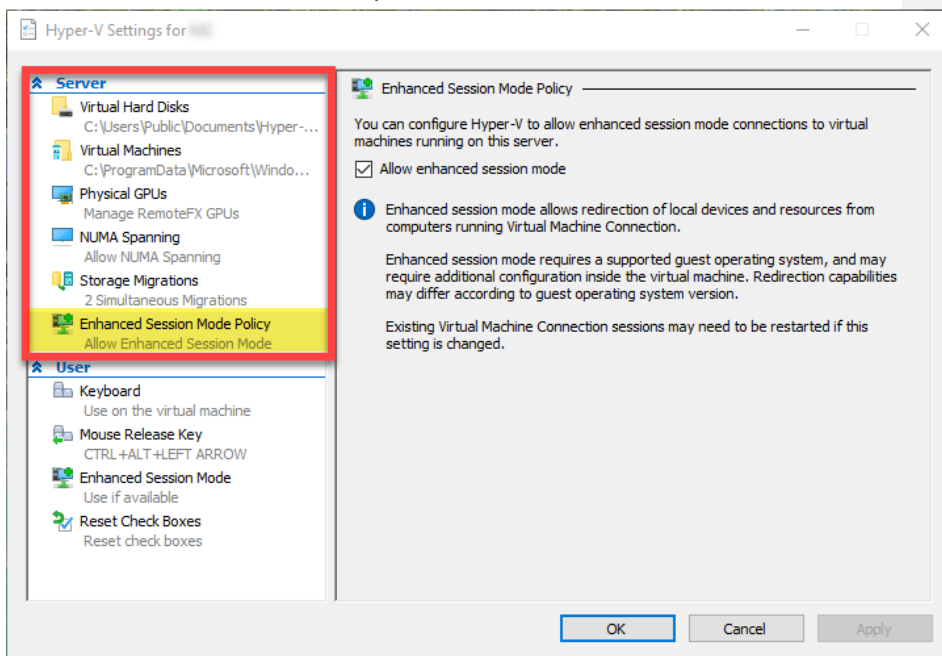 Hyper-V Settings for
Server
Virtual Hard Disks
C:\Users\Public\Documents\Hyper-...
Virtual Machines
C:\ProgramData\Microsoft\Windo...
Physical GPUs
Manage RemoteFX GPUs
NUMA Spanning
Allow NUMA Spanning
Storage Migrations
2 Simultaneous Migrations
Enhanced Session Mode Policy
Allow Enhanced Session Mode
User
Keyboard
Use on the virtual machine
Mouse Release Key
CTRL+ALT+LEFT ARROW
Enhanced Session Mode
Use if available
Reset Check Boxes
Reset check boxes
Enhanced Session Mode Policy
You can configure Hyper-V to allow enhanced session mode connections to virtual
machines running on this server.
Allow enhanced session mode
Enhanced session mode allows redirection of local devices and resources from
computers running Virtual Machine Connection.
Enhanced session mode requires a supported guest operating system, and may
require additional configuration inside the virtual machine. Redirection capabilities
may differ according to guest operating system version.
Existing Virtual Machine Connection sessions may need to be restarted if this
setting is changed.
OK
Cancel
Apply